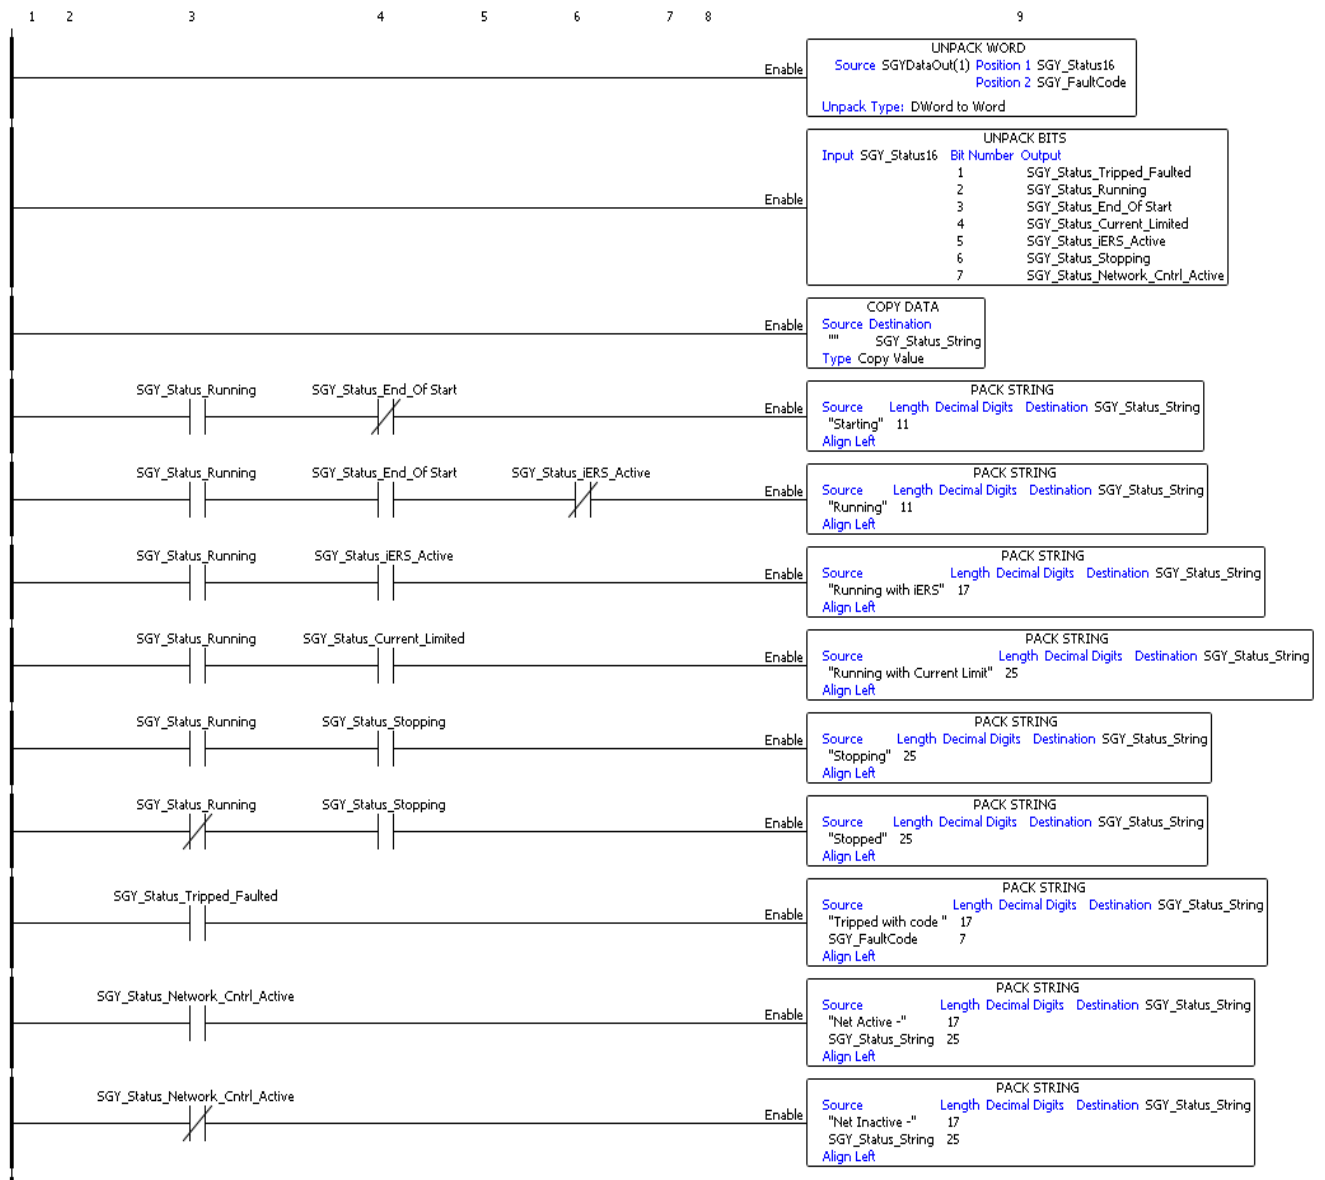 1 2 3 4 5 6 7 8 9
UNPACK WORD
Enable Source SGYDataOut(1) Position 1 SGY_Status16
Position 2 SGY_FaultCode
Unpack Type: DWord to Word
UNPACK BITS
Input SGY_Status16 Bit Number Output
1 SGY_Status_Tripped_Faulted
2 SGY_Status_Running
Enable
3 SGY_Status_End_Of Start
4 SGY_Status_Current_Limited
5 SGY_Status_iERS_Active
6 SGY_Status_Stopping
7 SGY_Status_Network_Cntrl_Active
COPY DATA
Enable Source Destination
"" SGY_Status_String
Type Copy Value
SGY_Status_Running SGY_Status_End_Of Start PACK STRING
Enable Source Length Decimal Digits Destination SGY_Status_String
"Starting" 11
Align Left
SGY_Status_Running SGY_Status_End_Of Start SGY_Status_iERS_Active PACK STRING
Enable Source Length Decimal Digits Destination SGY_Status_String
"Running" 11
Align Left
SGY_Status_Running SGY_Status_iERS_Active PACK STRING
Enable Source Length Decimal Digits Destination SGY_Status_String
"Running with iERS" 17
Align Left
SGY_Status_Running SGY_Status_Current_Limited PACK STRING
Enable Source Length Decimal Digits Destination SGY_Status_String
"Running with Current Limit" 25
Align Left
SGY_Status_Running SGY_Status_Stopping PACK STRING
Enable Source Length Decimal Digits Destination SGY_Status_String
"Stopping" 25
Align Left
SGY_Status_Running SGY_Status_Stopping PACK STRING
Enable Source Length Decimal Digits Destination SGY_Status_String
"Stopped" 25
Align Left
SGY_Status_Tripped_Faulted PACK STRING
Enable Source Length Decimal Digits Destination SGY_Status_String
"Tripped with code " 17
SGY_FaultCode 7
Align Left
SGY_Status_Network_Cntrl_Active PACK STRING
Enable Source Length Decimal Digits Destination SGY_Status_String
"Net Active -" 17
SGY_Status_String 25
Align Left
SGY_Status_Network_Cntrl_Active PACK STRING
Enable Source Length Decimal Digits Destination SGY_Status_String
"Net Inactive -" 17
SGY_Status_String 25
Align Left